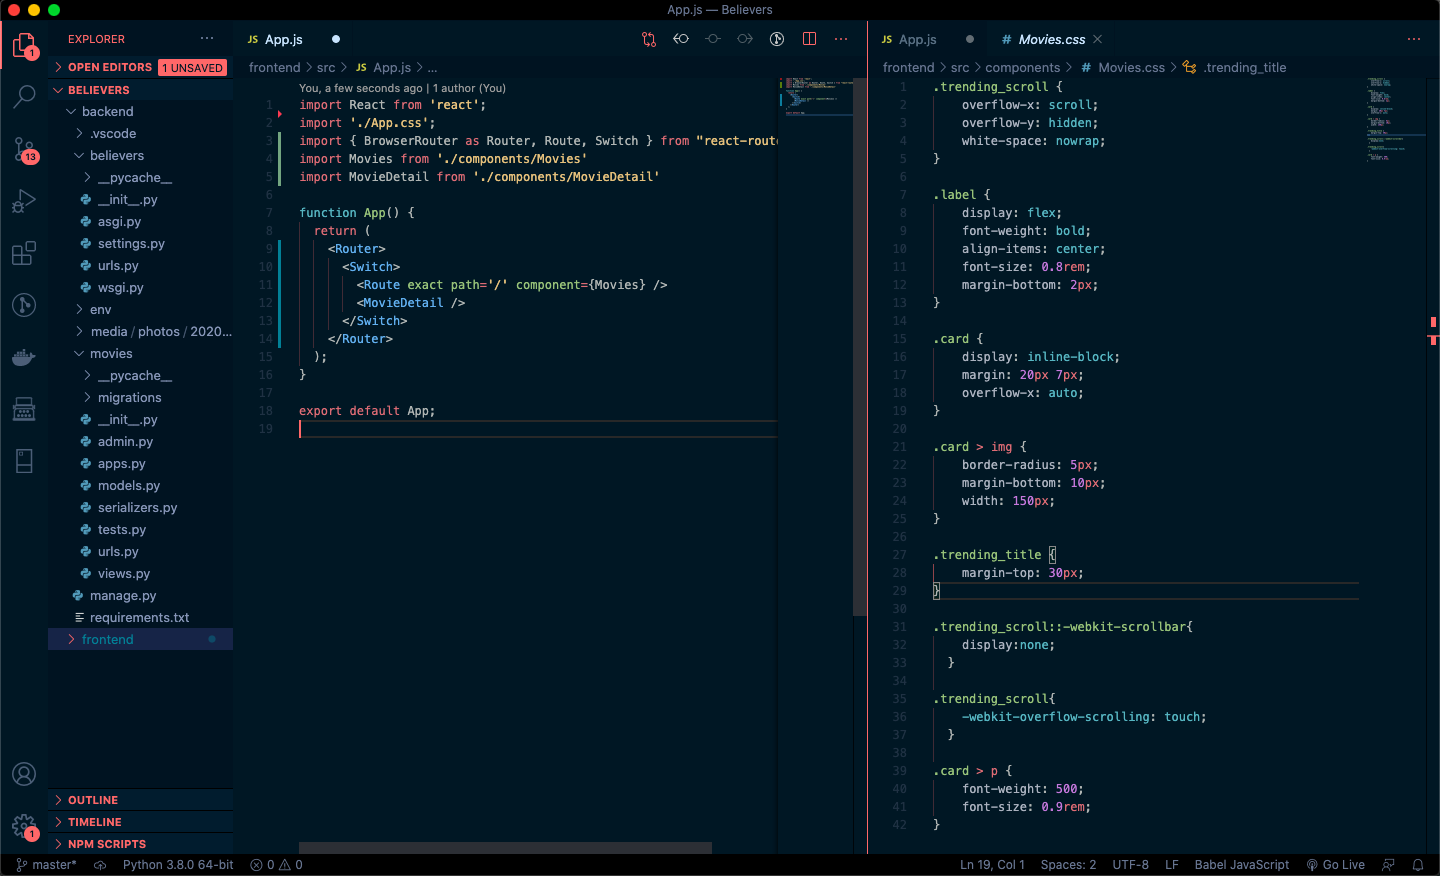 App.js — Believers
EXPLORER
OPEN EDITORS 1 UNSAVED
BELIEVERS
backend
.vscode
believers
__pycache__
__init__.py
asgi.py
settings.py
urls.py
wsgi.py
env
media / photos / 2020...
movies
__pycache__
migrations
__init__.py
admin.py
apps.py
models.py
serializers.py
tests.py
urls.py
views.py
manage.py
requirements.txt
frontend
OUTLINE
TIMELINE
NPM SCRIPTS
1
13
1
JS App.js
frontend > src > JS App.js > ...
You, a few seconds ago | 1 author (You)
1 import React from 'react';
2 import './App.css';
3 import { BrowserRouter as Router, Route, Switch } from "react-route
4 import Movies from './components/Movies'
5 import MovieDetail from './components/MovieDetail'
6
7 function App() {
8 return (
9 <Router>
10 <Switch>
11 <Route exact path='/' component={Movies} />
12 <MovieDetail />
13 </Switch>
14 </Router>
15 );
16 }
17
18 export default App;
19
JS App.js
# Movies.css
frontend > src > components > # Movies.css > .trending_title
1 .trending_scroll {
2 overflow-x: scroll;
3 overflow-y: hidden;
4 white-space: nowrap;
5 }
6
7 .label {
8 display: flex;
9 font-weight: bold;
10 align-items: center;
11 font-size: 0.8rem;
12 margin-bottom: 2px;
13 }
14
15 .card {
16 display: inline-block;
17 margin: 20px 7px;
18 overflow-x: auto;
19 }
20
21 .card > img {
22 border-radius: 5px;
23 margin-bottom: 10px;
24 width: 150px;
25 }
26
27 .trending_title {
28 margin-top: 30px;
29 }
30
31 .trending_scroll::-webkit-scrollbar{
32 display:none;
33 }
34
35 .trending_scroll{
36 -webkit-overflow-scrolling: touch;
37 }
38
39 .card > p {
40 font-weight: 500;
41 font-size: 0.9rem;
42 }
master* Python 3.8.0 64-bit 0 0
Ln 19, Col 1 Spaces: 2 UTF-8 LF Babel JavaScript Go Live